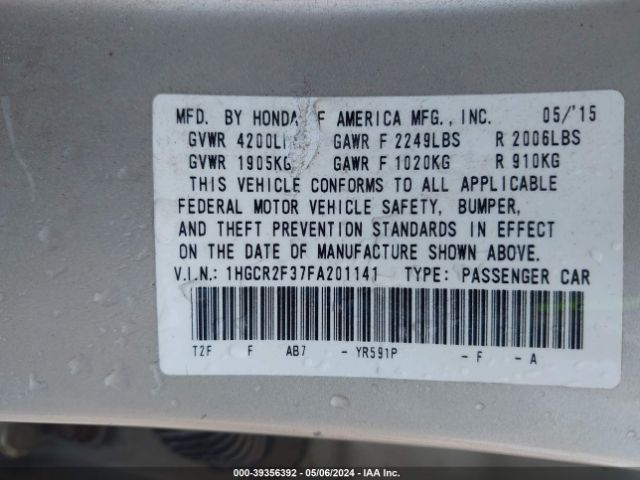 MFD. BY HONDA F AMERICA MFG., INC. 05/'15
GVWR 4200L GAWR F 2249LBS R 2006LBS
GVWR 1905KG GAWR F 1020KG R 910KG
THIS VEHICLE CONFORMS TO ALL APPLICABLE
FEDERAL MOTOR VEHICLE SAFETY, BUMPER,
AND THEFT PREVENTION STANDARDS IN EFFECT
ON THE DATE OF MANUFACTURE SHOWN ABOVE.
V.I.N.: 1HGCR2F37FA201141 TYPE: PASSENGER CAR
T2F F AB7 - YR591P - F - A
000-39356392 - 05/06/2024 - IAA Inc.